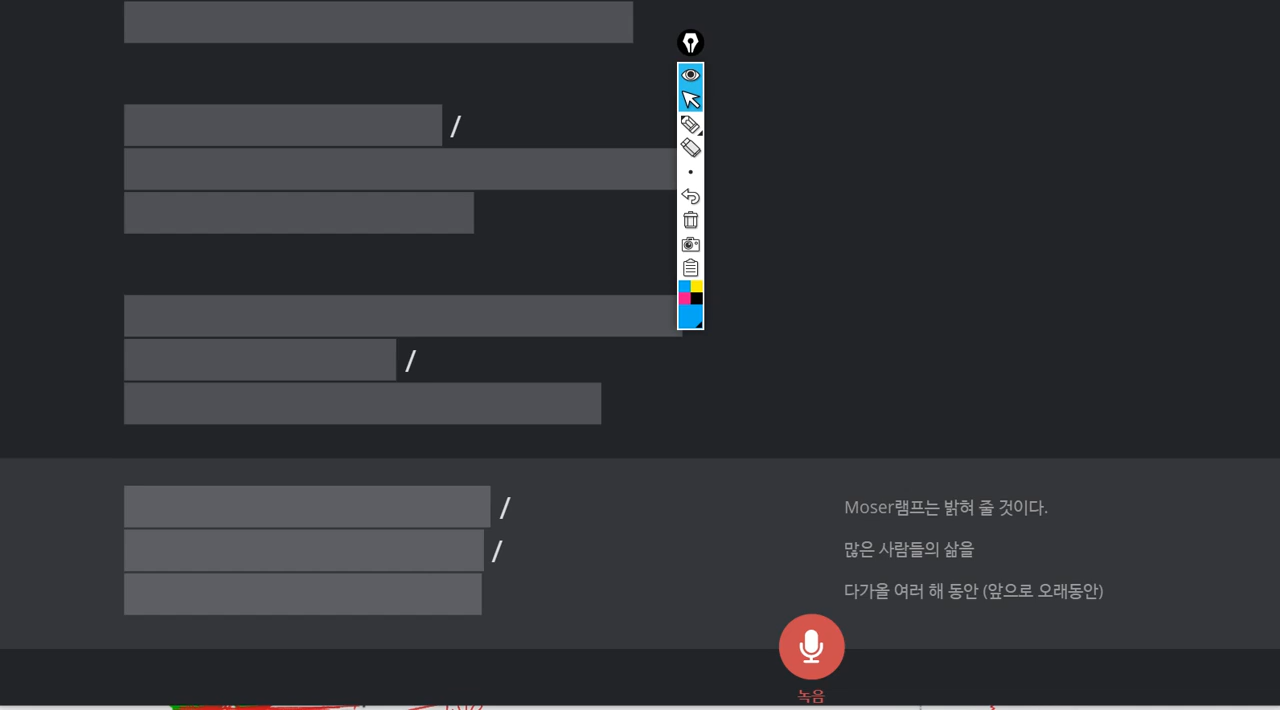 /
/
/
Moser램프는 밝혀 줄 것이다.
/
많은 사람들의 삶을
다가올 여러 해 동안 (앞으로 오래동안)
녹음